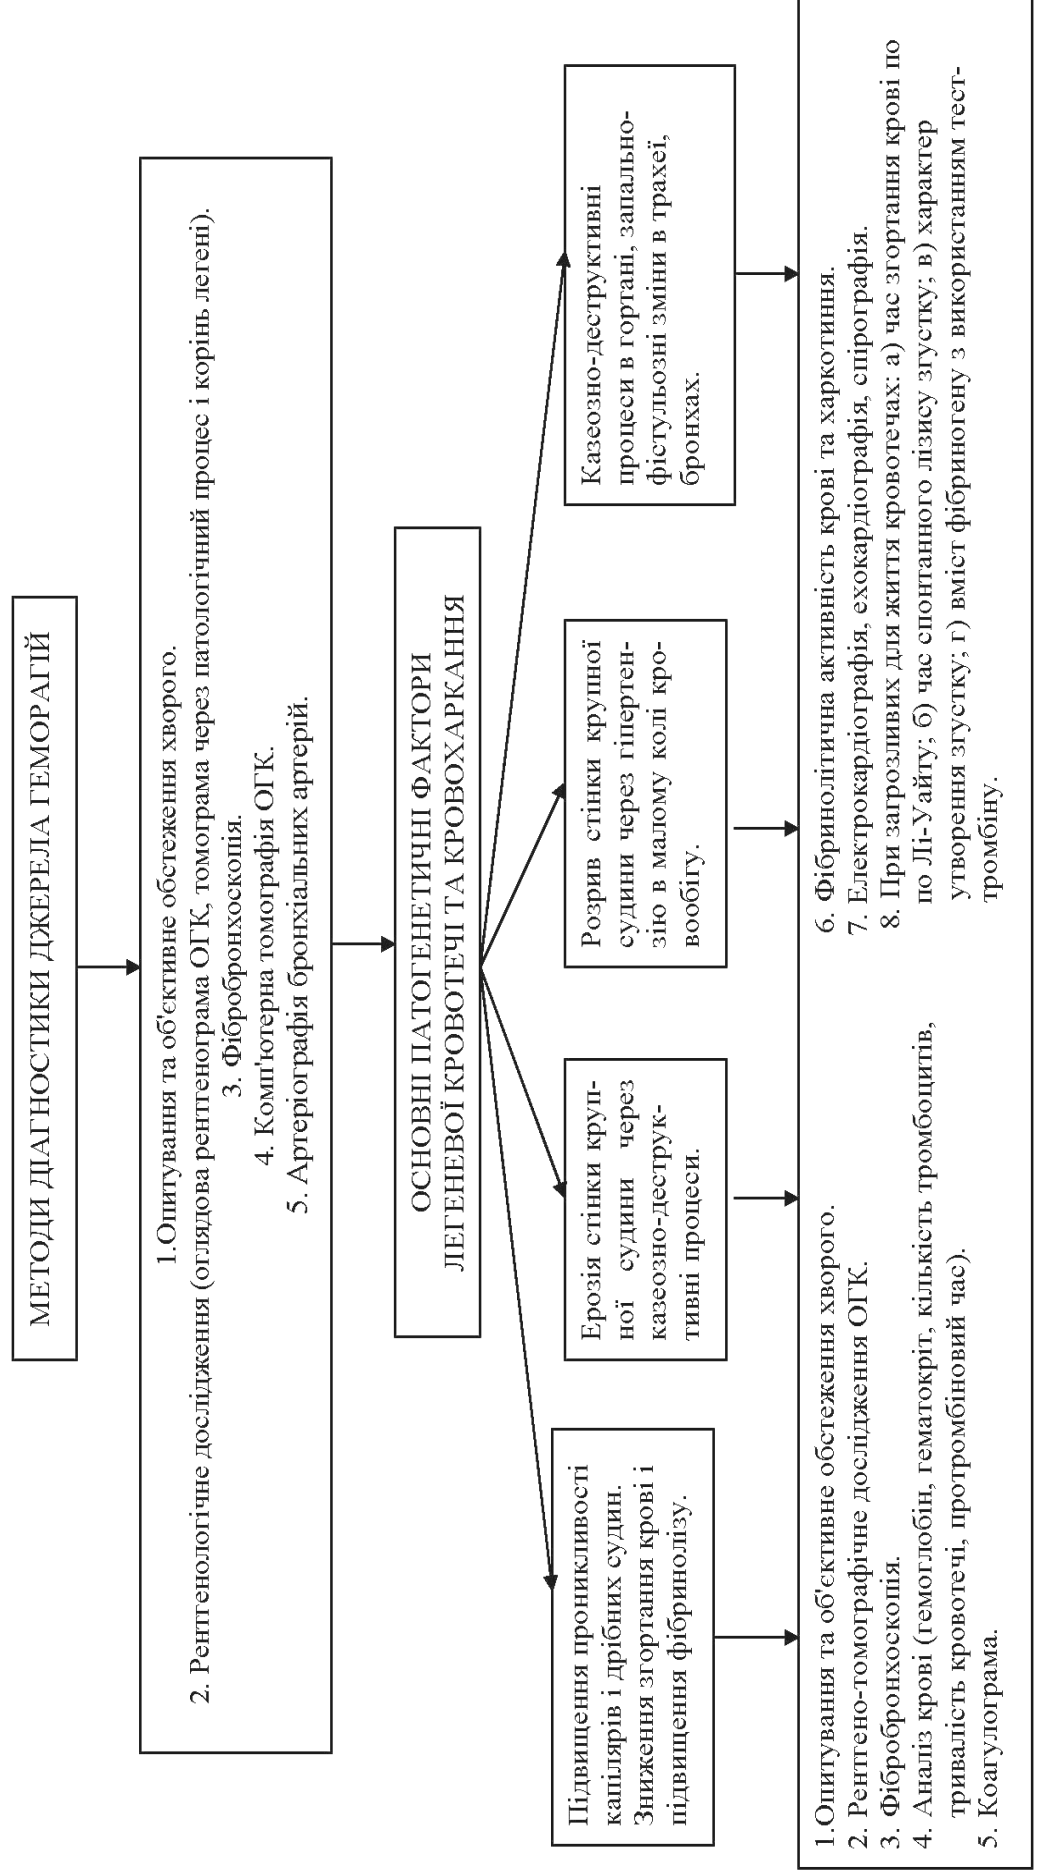 МЕТОДИ ДІАГНОСТИКИ ДЖЕРЕЛА ГЕМОРАГІЙ
1.Опитування та об'єктивне обстеження хворого.
2. Рентгенологічне дослідження (оглядова рентгенограма ОГК, томограма через патологічний процес і корінь легені).
3. Фібробронхоскопія.
4. Комп'ютерна томографія ОГК.
5. Артеріографія бронхіальних артерій.
ОСНОВНІ ПАТОГЕНЕТИЧНІ ФАКТОРИ
ЛЕГЕНЕВОЇ КРОВОТЕЧІ ТА КРОВОХАРКАННЯ
Підвищення проникливості
капілярів і дрібних судин.
Зниження згортання крові і
підвищення фібринолізу.
Ерозія стінки круп-
ної судини через
казеозно-деструк-
тивні процеси.
Розрив стінки крупної
судини через гіпертен-
зію в малому колі кро-
вообігу.
Казеозно-деструктивні
процеси в гортані, запально-
фістульозні зміни в трахеї,
бронхах.
1.Опитування та об'єктивне обстеження хворого.
2. Рентгено-томографічне дослідження ОГК.
3. Фібробронхоскопія.
4. Аналіз крові (гемоглобін, гематокріт, кількість тромбоцитів,
тривалість кровотечі, протромбіновий час).
5. Коагулограма.
6. Фібринолітична активність крові та харкотиння.
7. Електрокардіографія, ехокардіографія, спірографія.
8. При загрозливих для життя кровотечах: а) час згортання крові по
по Лі-Уайту; б) час спонтанного лізису згустку; в) характер
утворення згустку; г) вміст фібриногену з використанням тест-
тромбіну.